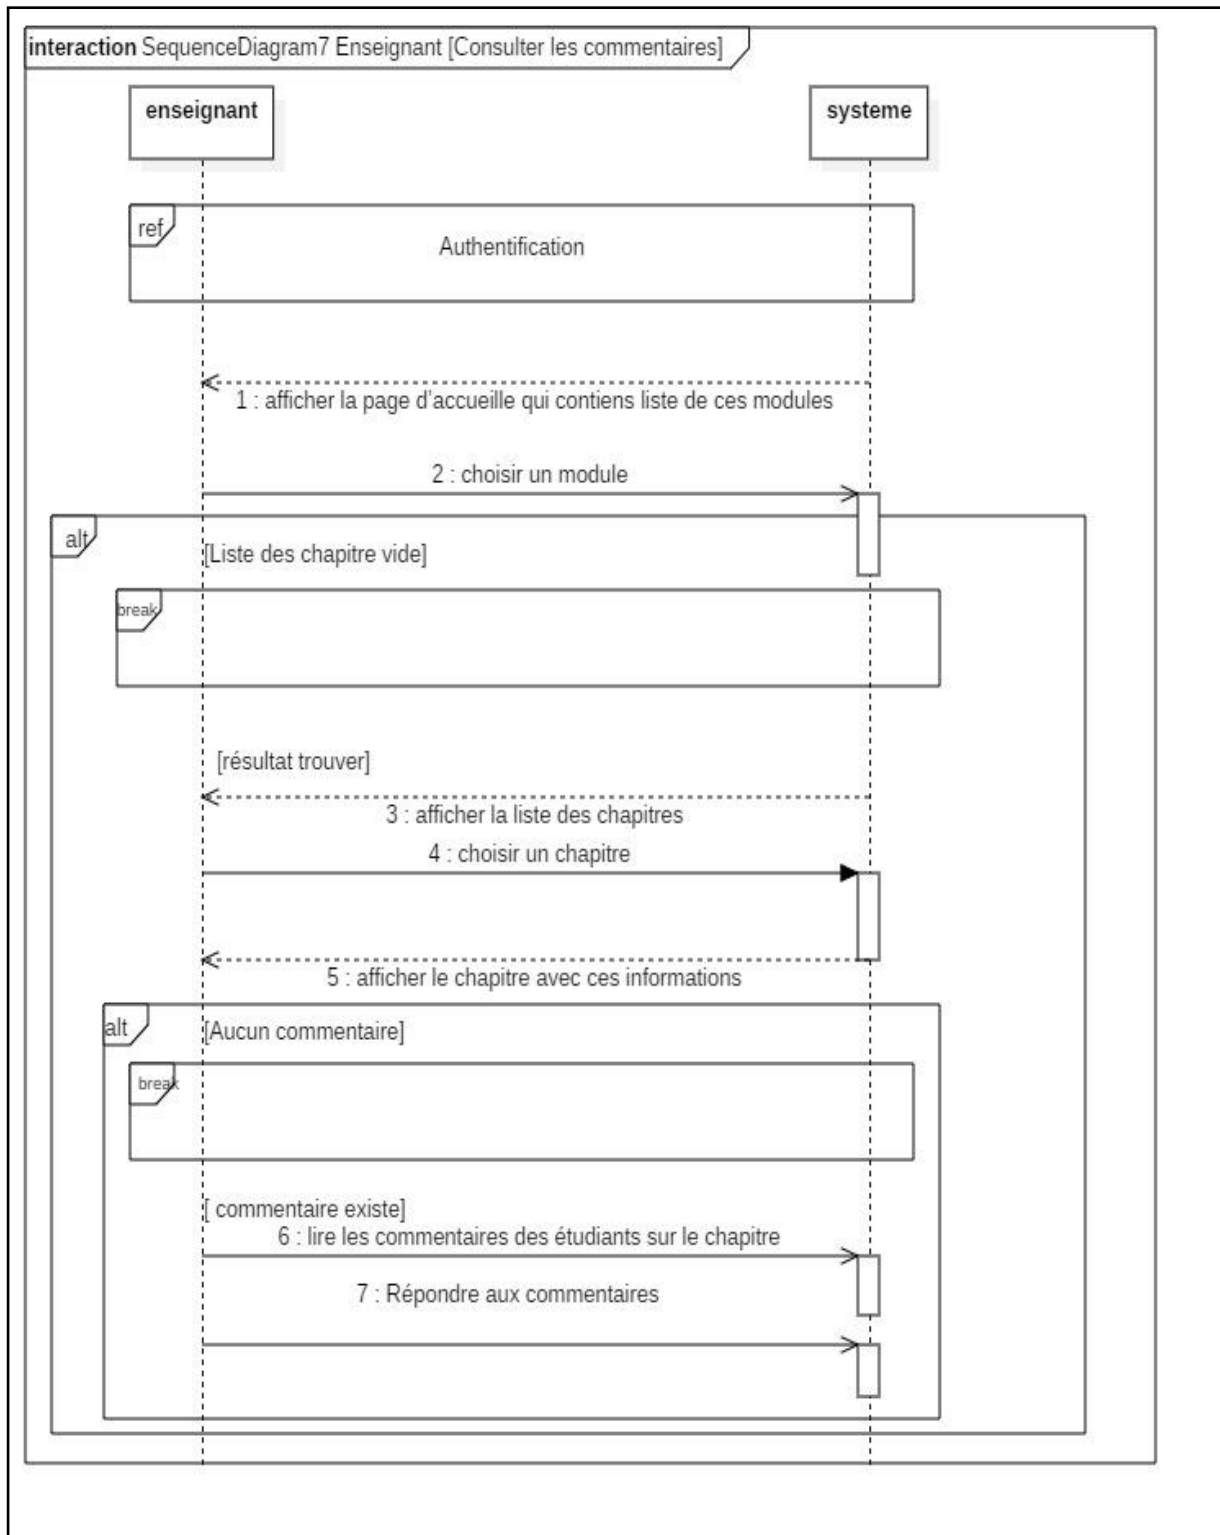 interaction SequenceDiagram7 Enseignant [Consulter les commentaires]
enseignant
systeme
ref
Authentification
1 : afficher la page d'accueille qui contiens liste de ces modules
2 : choisir un module
alt
[Liste des chapitre vide]
break
[résultat trouver]
3 : afficher la liste des chapitres
4 : choisir un chapitre
5 : afficher le chapitre avec ces informations
alt
[Aucun commentaire]
break
[ commentaire existe]
6 : lire les commentaires des étudiants sur le chapitre
7 : Répondre aux commentaires